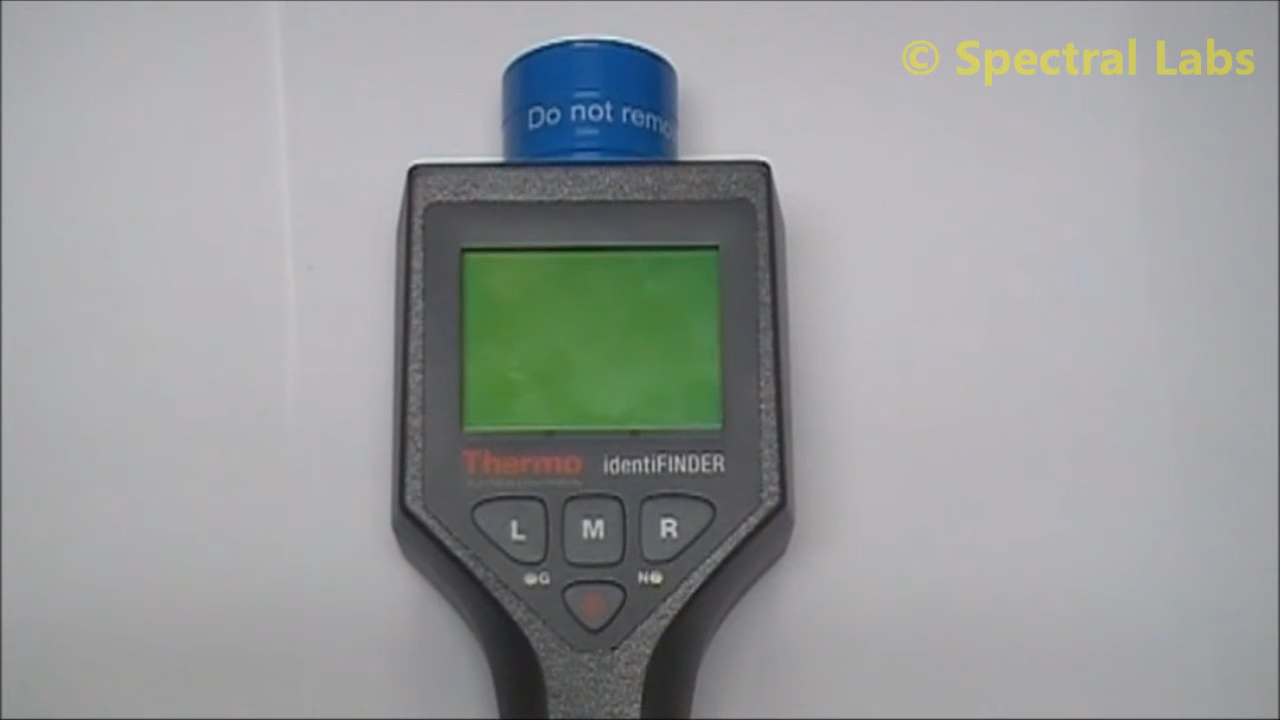 © Spectral Labs
Do not remo
Thermo
identiFINDER
L M R
G N